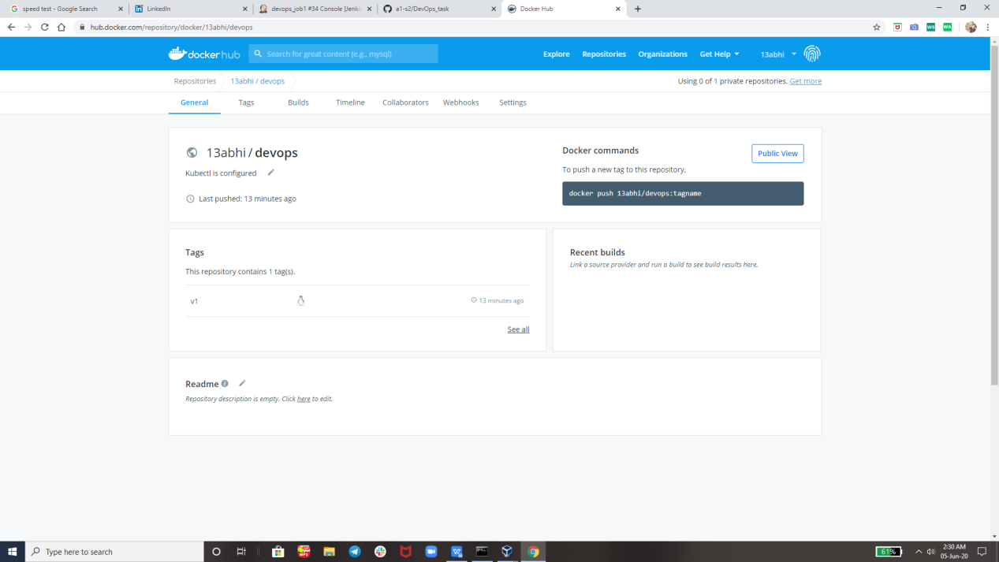 speed test - Google Search
LinkedIn
devops_job1 #34 Console [Jenkin
a1-s2/DevOps_task
Docker Hub
hub.docker.com/repository/docker/13abhi/devops
docker hub
Search for great content (e.g., mysql)
Explore Repositories Organizations Get Help 13abhi
Repositories 13abhi / devops
Using 0 of 1 private repositories. Get more
General Tags Builds Timeline Collaborators Webhooks Settings
13abhi / devops
Kubectl is configured
Last pushed: 13 minutes ago
Docker commands
Public View
To push a new tag to this repository,
docker push 13abhi/devops:tagname
Tags
This repository contains 1 tag(s).
v1
13 minutes ago
See all
Recent builds
Link a source provider and run a build to see build results here.
Readme
Repository description is empty. Click here to edit.
Type here to search
61%
2:30 AM
05-Jun-20